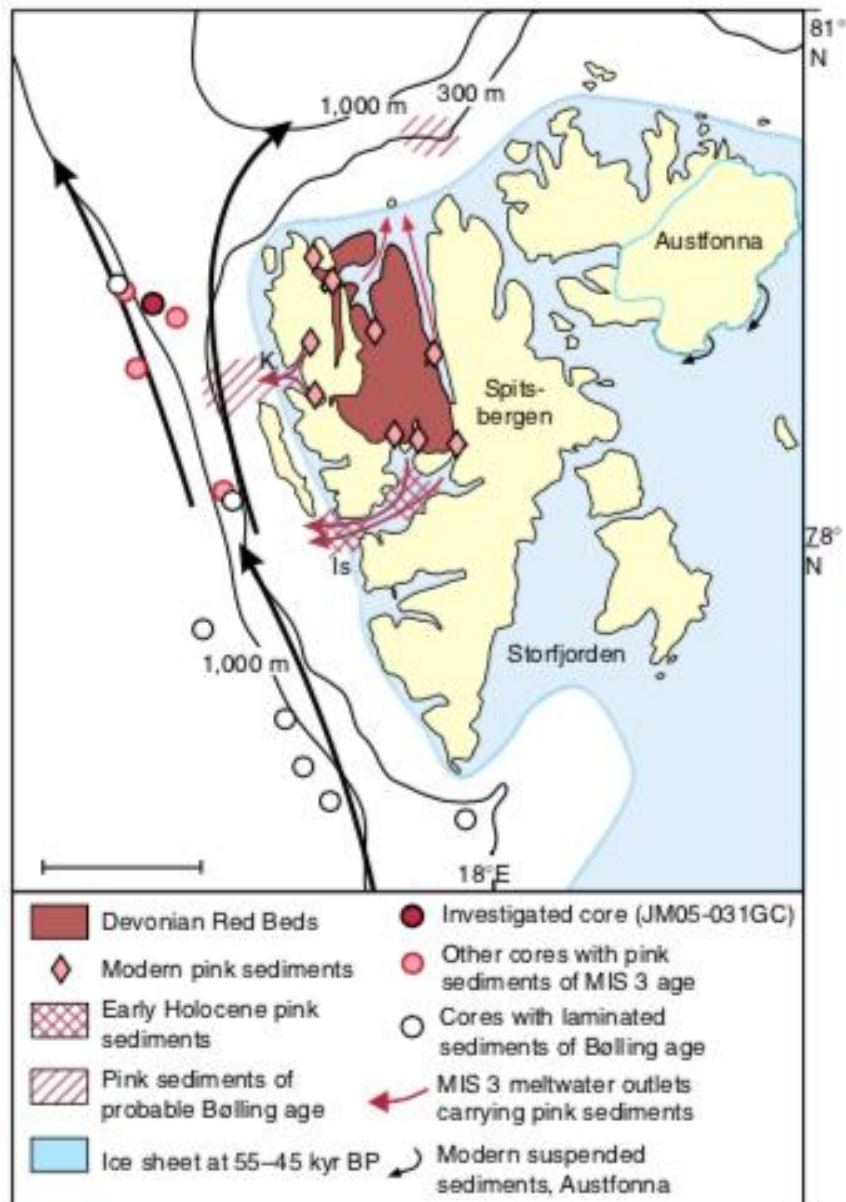 81°
N
1,000 m
300 m
Austfonna
K
Spits-
bergen
78°
N
Is
Storfjorden
1,000 m
18°E
Devonian Red Beds
Modern pink sediments
Early Holocene pink
sediments
Pink sediments of
probable Bølling age
Ice sheet at 55–45 kyr BP
Investigated core (JM05-031GC)
Other cores with pink
sediments of MIS 3 age
Cores with laminated
sediments of Bølling age
MIS 3 meltwater outlets
carrying pink sediments
Modern suspended
sediments, Austfonna